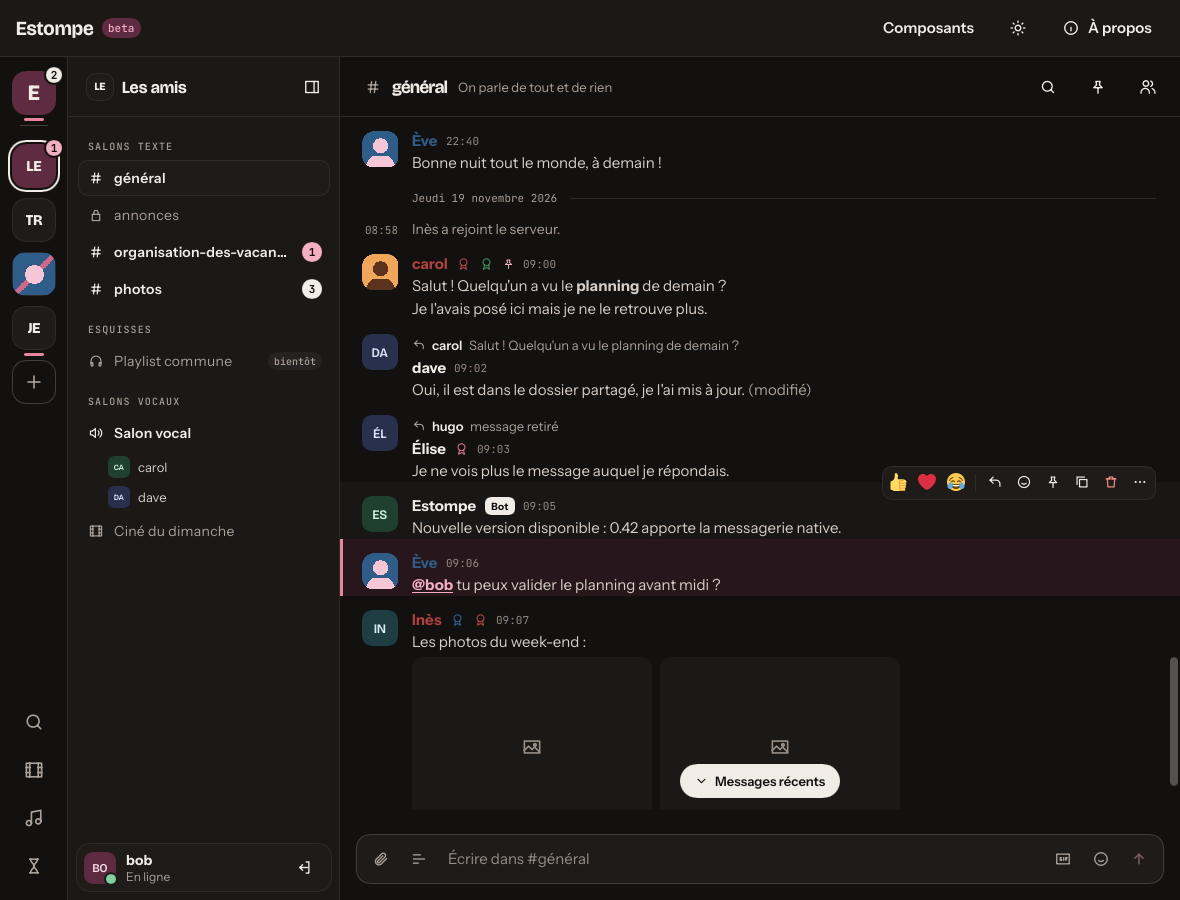 Estompe beta
Composants
À propos
E 2
LE 1
TR
JE
LE Les amis
SALONS TEXTE
# général
annonces
# organisation-des-vacan... 1
# photos 3
ESQUISSES
Playlist commune bientôt
SALONS VOCAUX
Salon vocal
CA carol
DA dave
Ciné du dimanche
BO bob
En ligne
# général On parle de tout et de rien
Ève 22:40
Bonne nuit tout le monde, à demain !
Jeudi 19 novembre 2026
08:58 Inès a rejoint le serveur.
carol 09:00
Salut ! Quelqu'un a vu le planning de demain ?
Je l'avais posé ici mais je ne le retrouve plus.
carol Salut ! Quelqu'un a vu le planning de demain ?
DA dave 09:02
Oui, il est dans le dossier partagé, je l'ai mis à jour. (modifié)
hugo message retiré
ÉL Élise 09:03
Je ne vois plus le message auquel je répondais.
ES Estompe Bot 09:05
Nouvelle version disponible : 0.42 apporte la messagerie native.
Ève 09:06
@bob tu peux valider le planning avant midi ?
IN Inès 09:07
Les photos du week-end :
Messages récents
Écrire dans #général
GIF